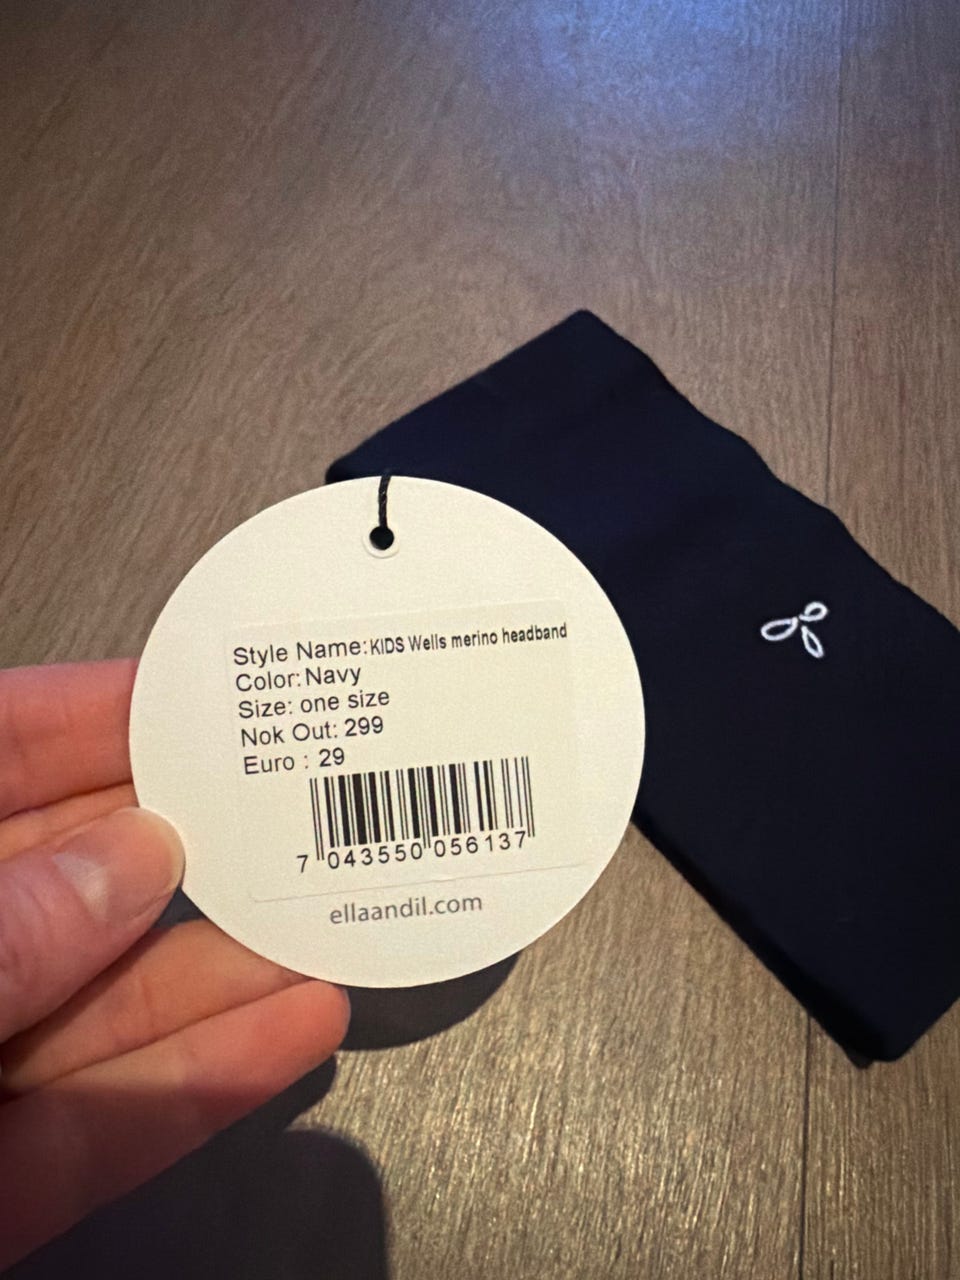 Style Name: KIDS Wells merino headband
Color: Navy
Size: one size
Nok Out: 299
Euro : 29
7 043550 056137
ellaandil.com